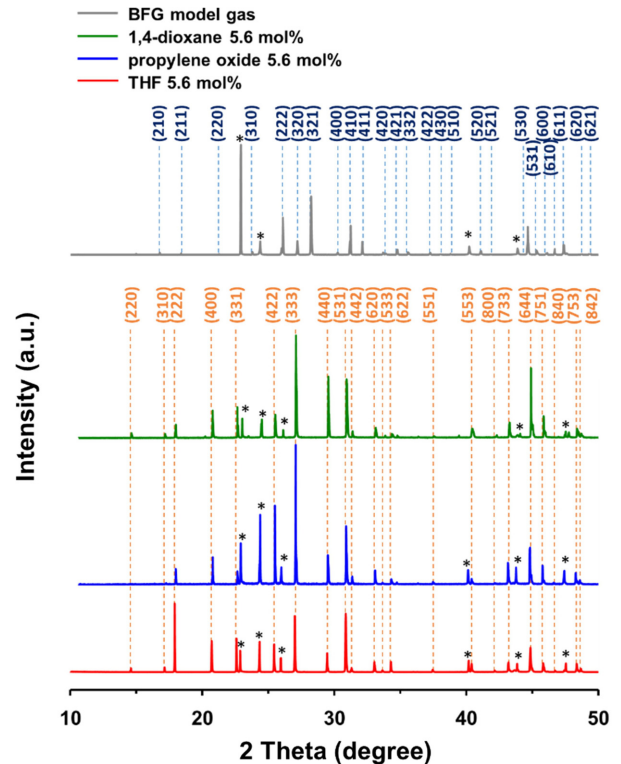 BFG model gas
1,4-dioxane 5.6 mol%
propylene oxide 5.6 mol%
THF 5.6 mol%
(210) (211) (220) * (310) (222) (320) (321) (400) (410) (411) (420) (421) (332) (422) (430) (510) (520) (521) (530) (531) (600) (610) (611) (620) (621)
* * *
(220) (310) (222) (400) (331) (422) (333) (440) (531) (442) (620) (533) (622) (551) (553) (800) (733) (644) (751) (840) (753) (842)
* * * * *
* * * * * *
* * * * * *
Intensity (a.u.)
10 20 30 40 50
2 Theta (degree)